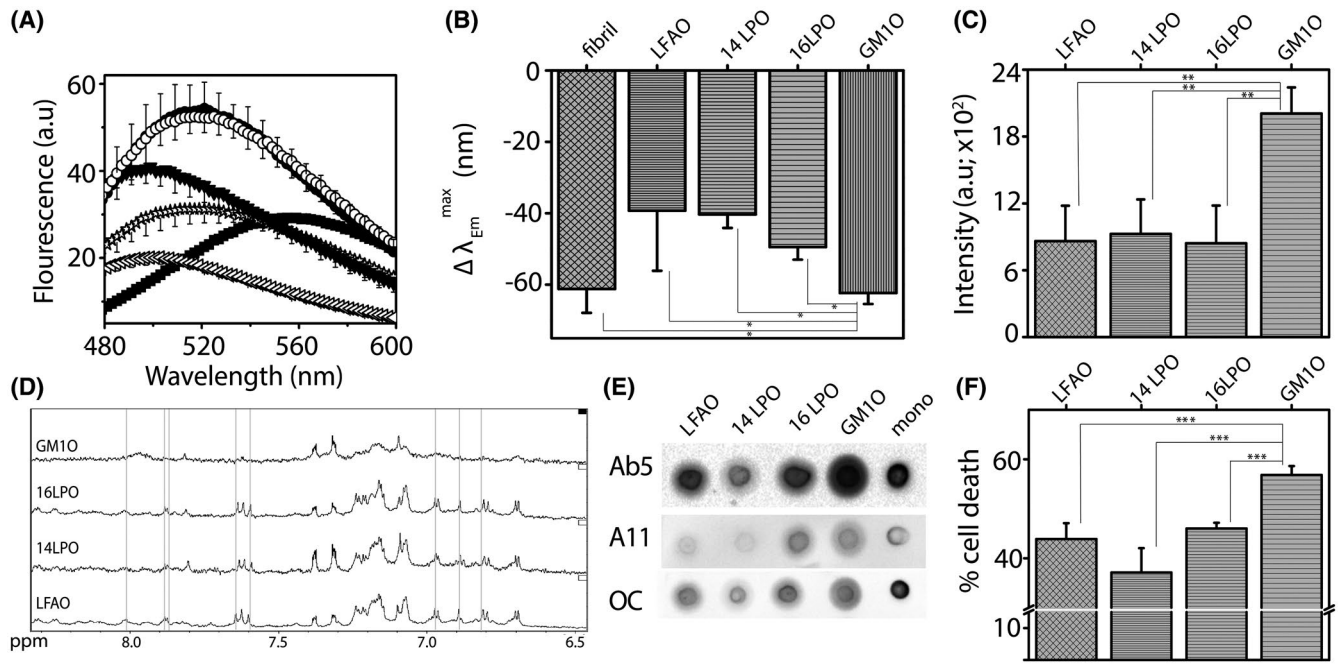 (A)
Flourescence (a.u)
60
40
20
480 520 560 600
Wavelength (nm)
(B)
fibril LFAO 14 LPO 16LPO GM1O
Δλ Em max (nm)
0
-20
-40
-60
*
*
*
*
(C)
LFAO 14 LPO 16LPO GM1O
Intensity (a.u; x10²)
24
18
12
6
0
**
**
**
(D)
GM1O
16LPO
14LPO
LFAO
ppm 8.0 7.5 7.0 6.5
(E)
LFAO 14 LPO 16 LPO GM1O mono
Ab5
A11
OC
(F)
LFAO 14 LPO 16LPO GM1O
% cell death
60
40
10
***
***
***